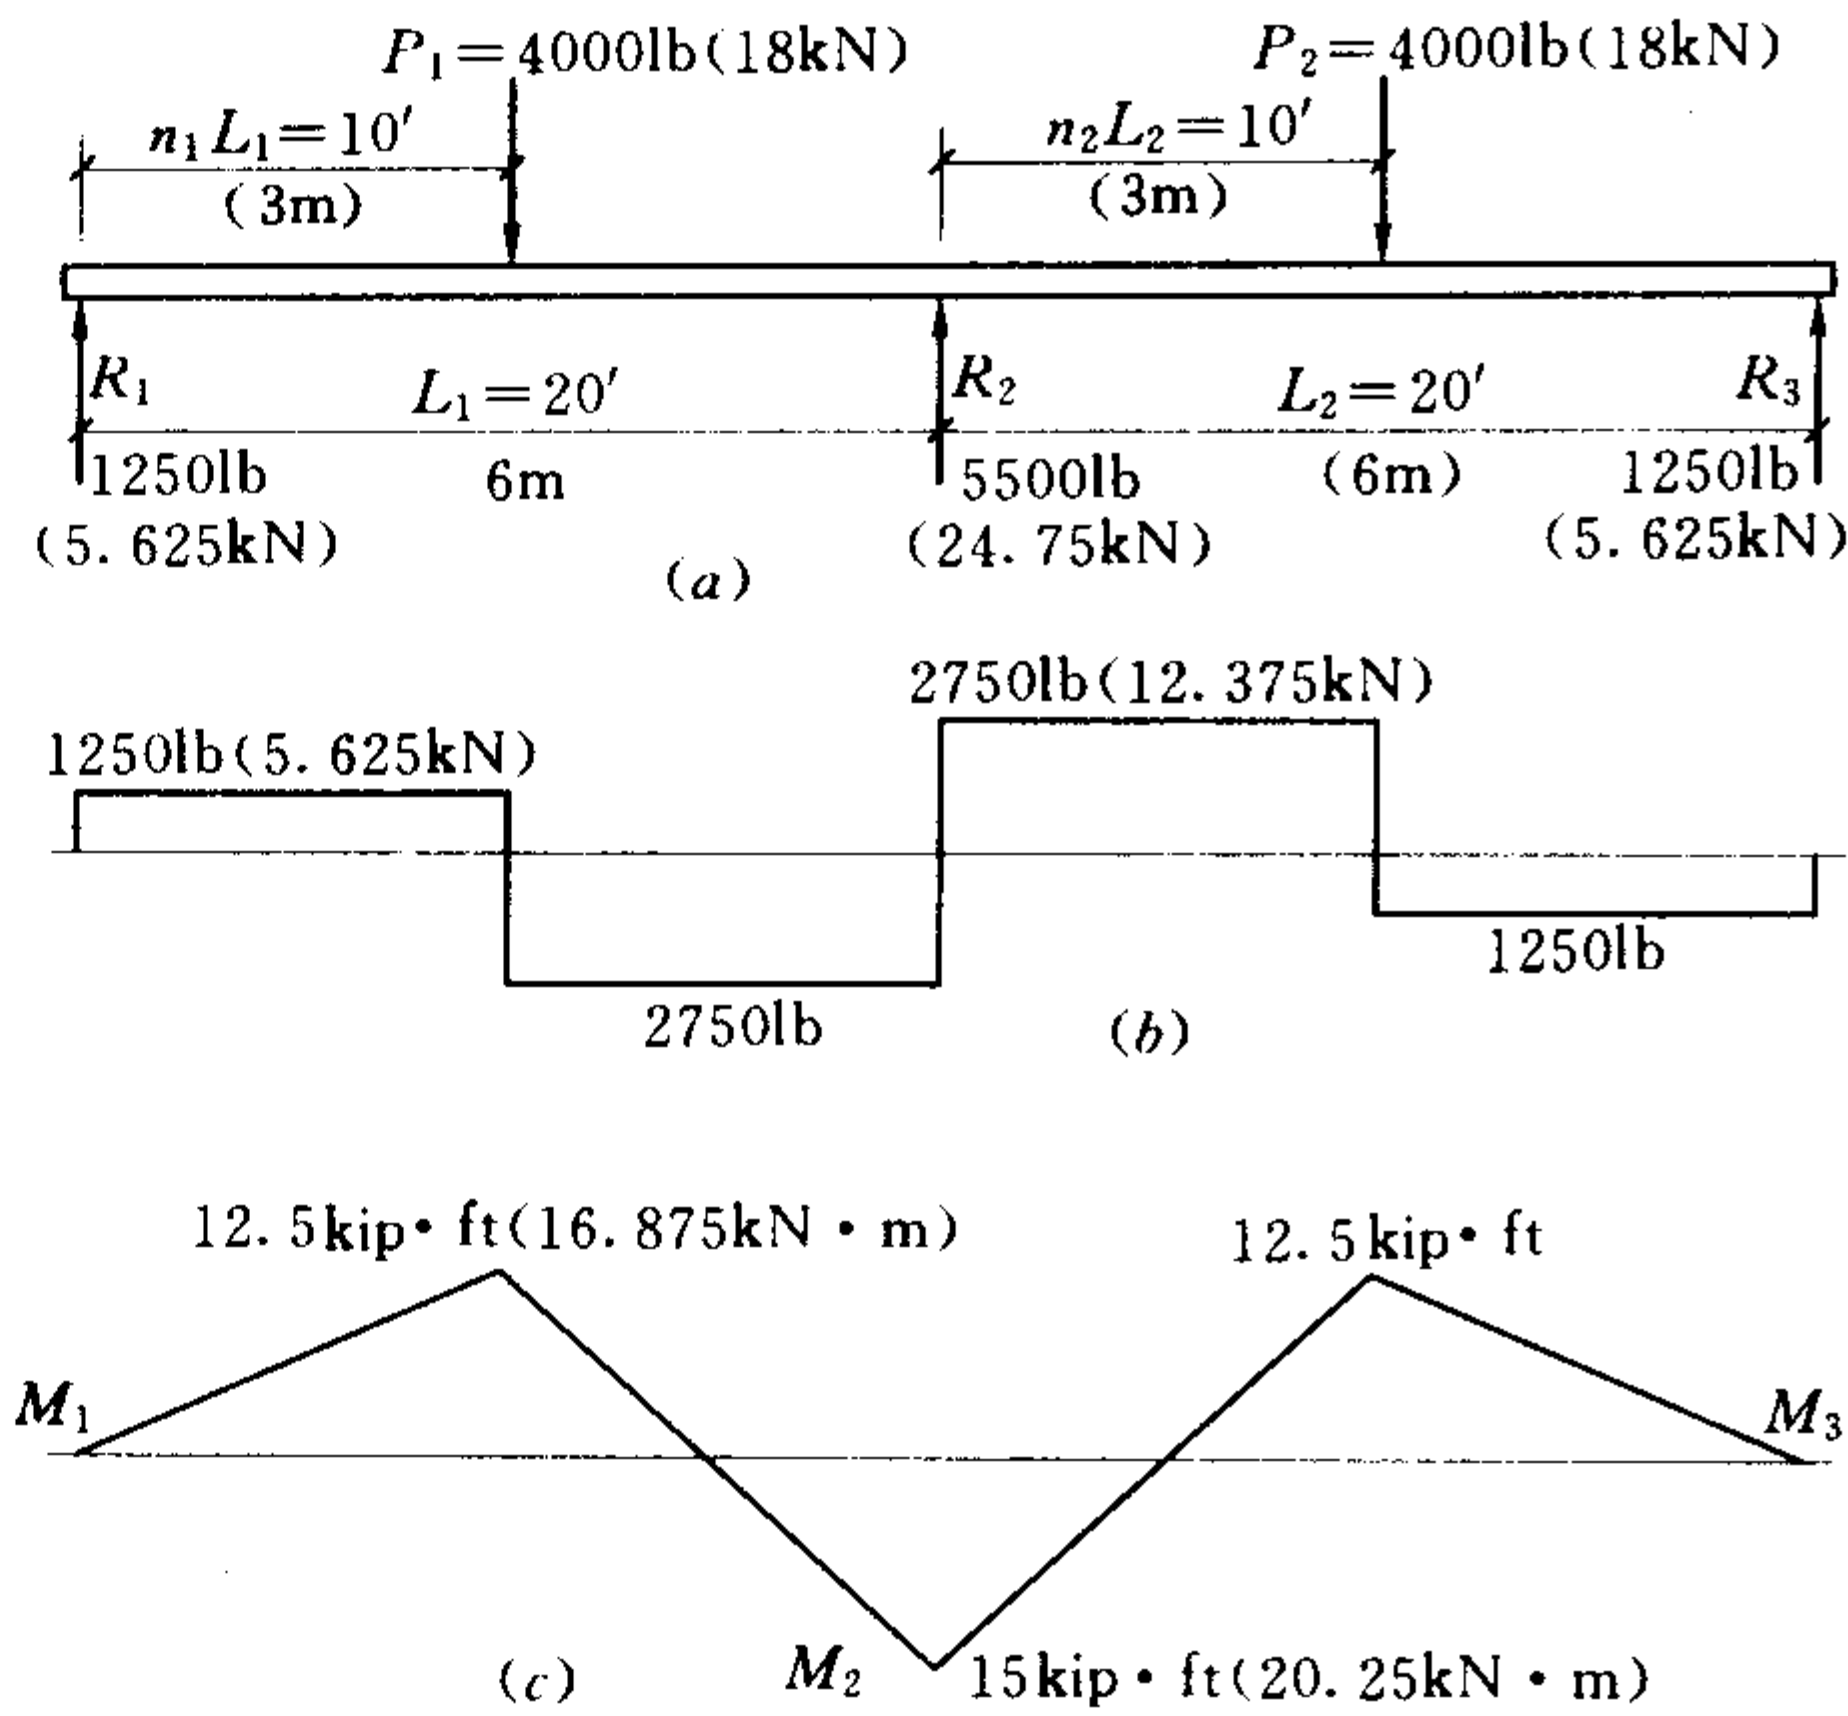 P₁=4000lb(18kN) P₂=4000lb(18kN)
n₁L₁=10′ n₂L₂=10′
(3m) (3m)
R₁ L₁=20′ R₂ L₂=20′ R₃
1250lb 6m 5500lb (6m) 1250lb
(5.625kN) (a) (24.75kN) (5.625kN)
2750lb(12.375kN)
1250lb(5.625kN)
1250lb
2750lb (b)
12.5kip·ft(16.875kN·m) 12.5kip·ft
M₁ M₃
(c) M₂ 15kip·ft(20.25kN·m)